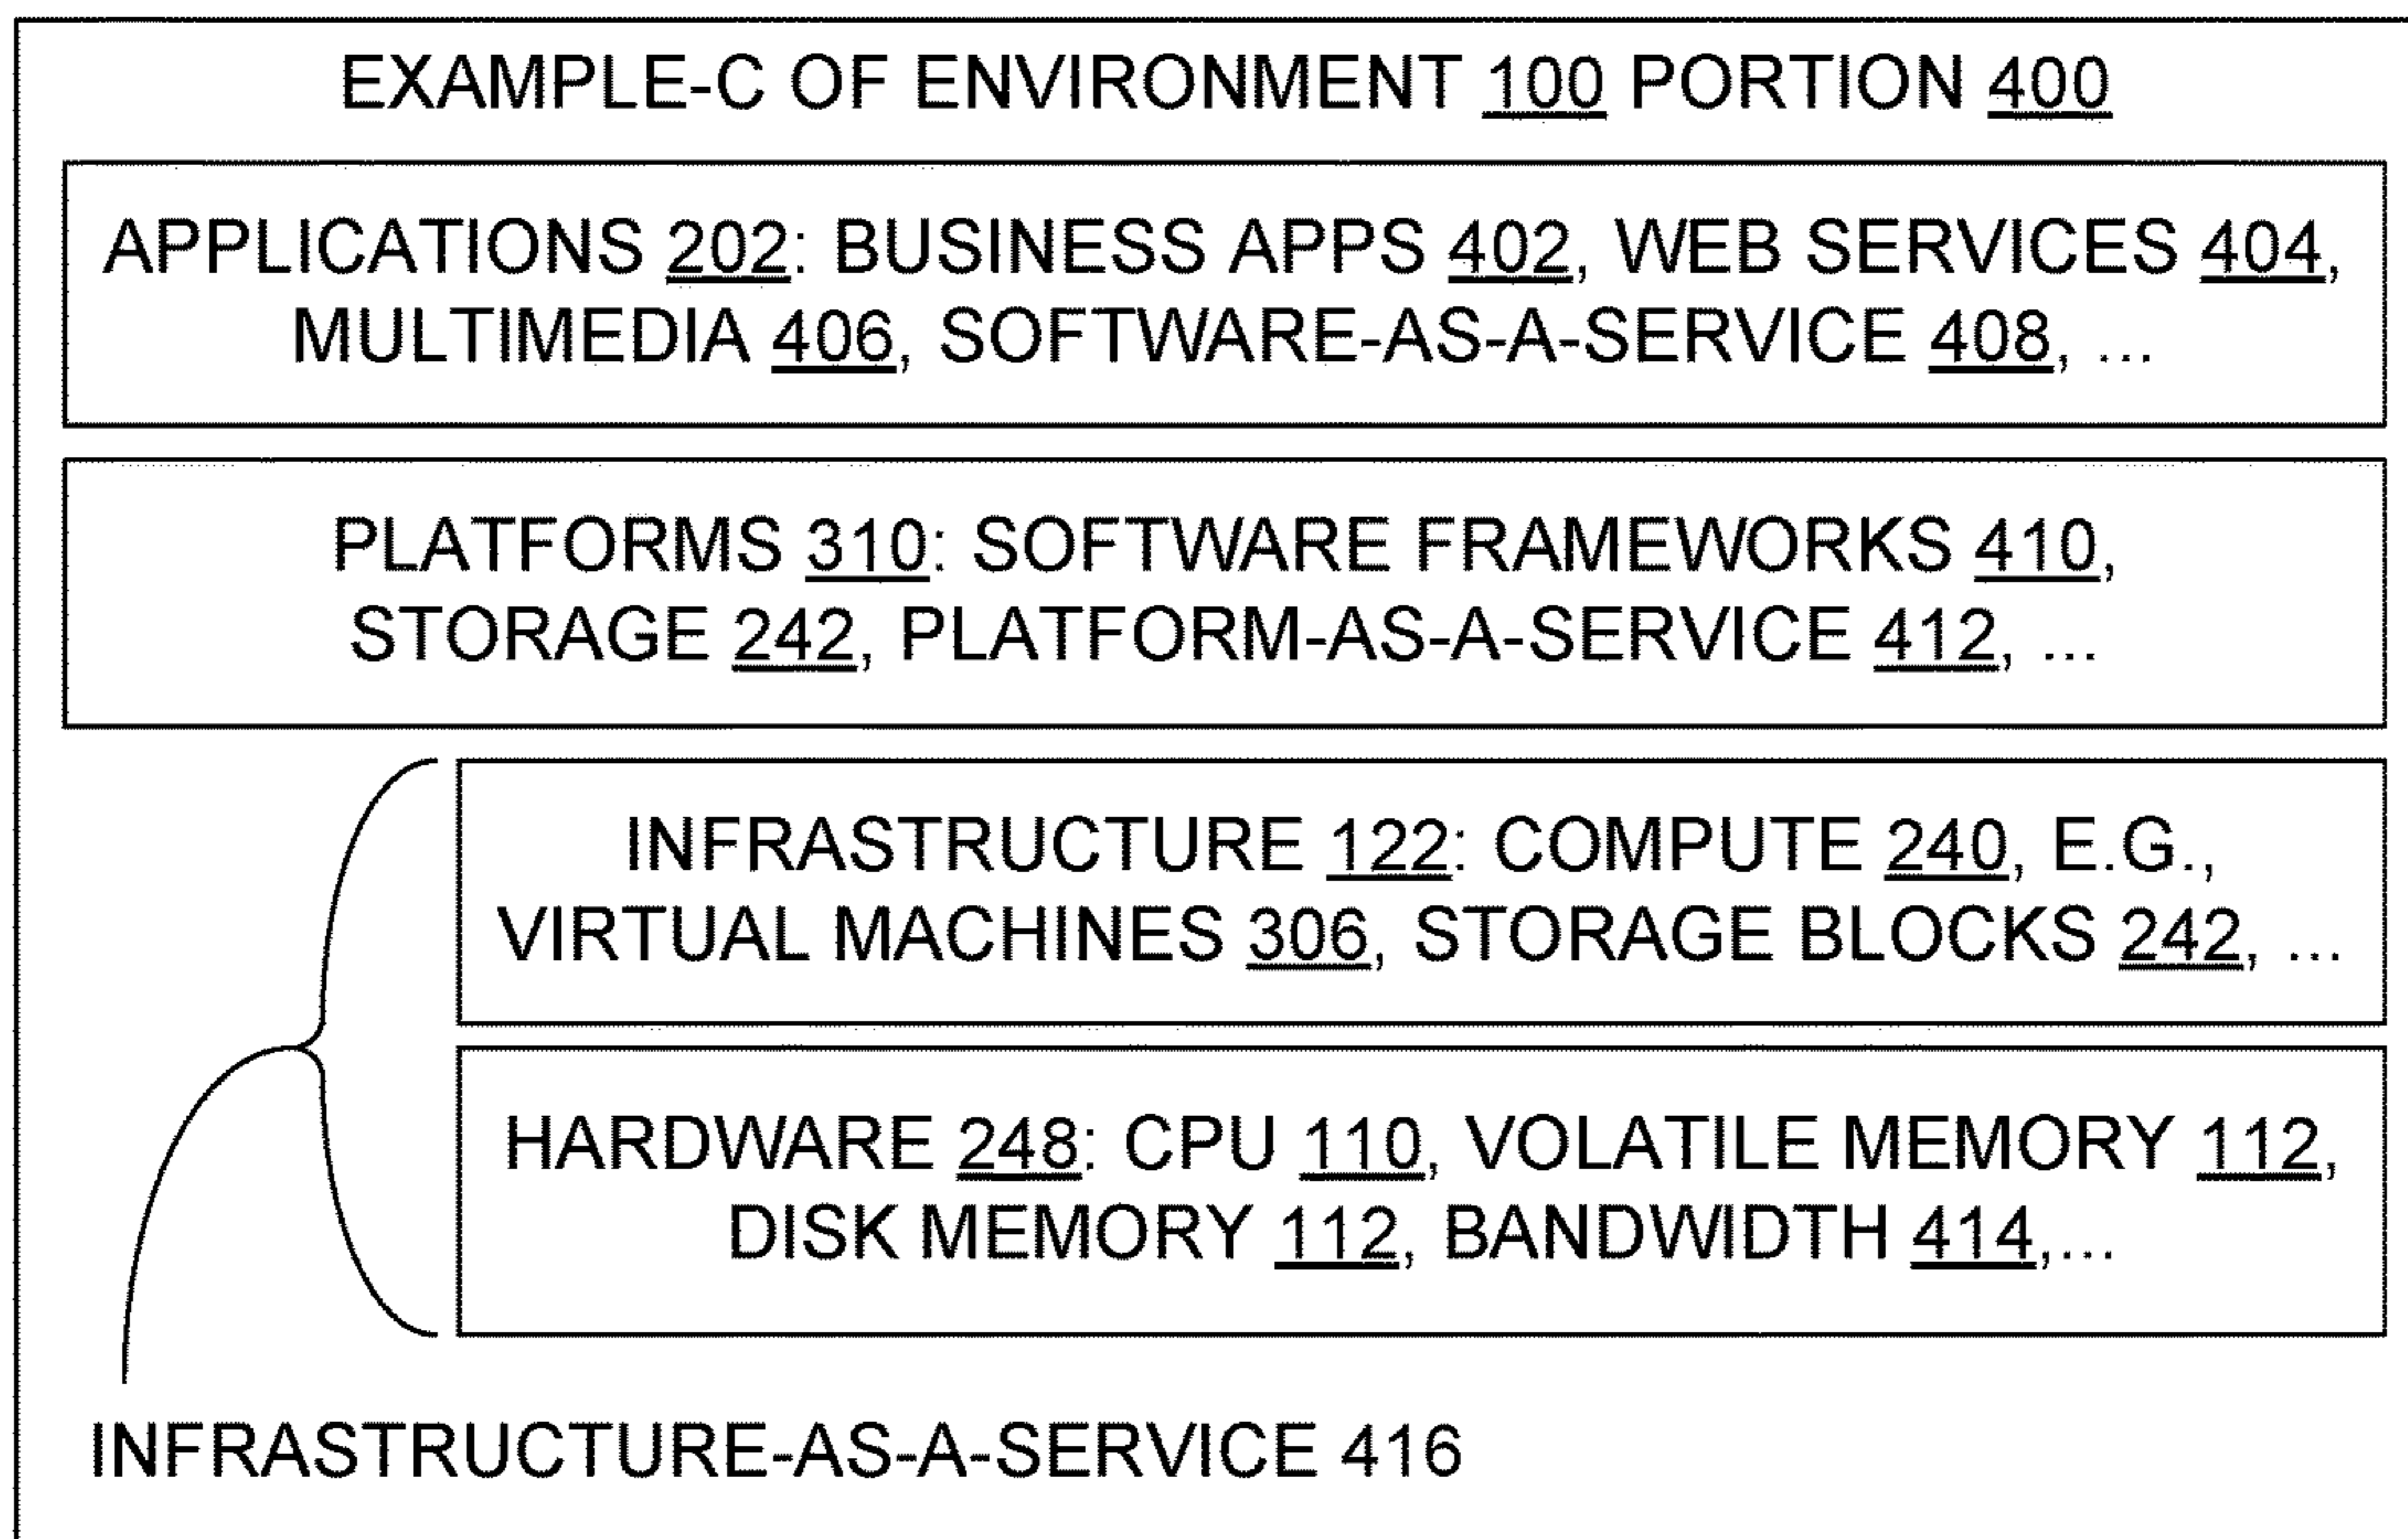 EXAMPLE-C OF ENVIRONMENT 100 PORTION 400
APPLICATIONS 202: BUSINESS APPS 402, WEB SERVICES 404,
MULTIMEDIA 406, SOFTWARE-AS-A-SERVICE 408, ...
PLATFORMS 310: SOFTWARE FRAMEWORKS 410,
STORAGE 242, PLATFORM-AS-A-SERVICE 412, ...
INFRASTRUCTURE 122: COMPUTE 240, E.G.,
VIRTUAL MACHINES 306, STORAGE BLOCKS 242, ...
HARDWARE 248: CPU 110, VOLATILE MEMORY 112,
DISK MEMORY 112, BANDWIDTH 414,...
INFRASTRUCTURE-AS-A-SERVICE 416